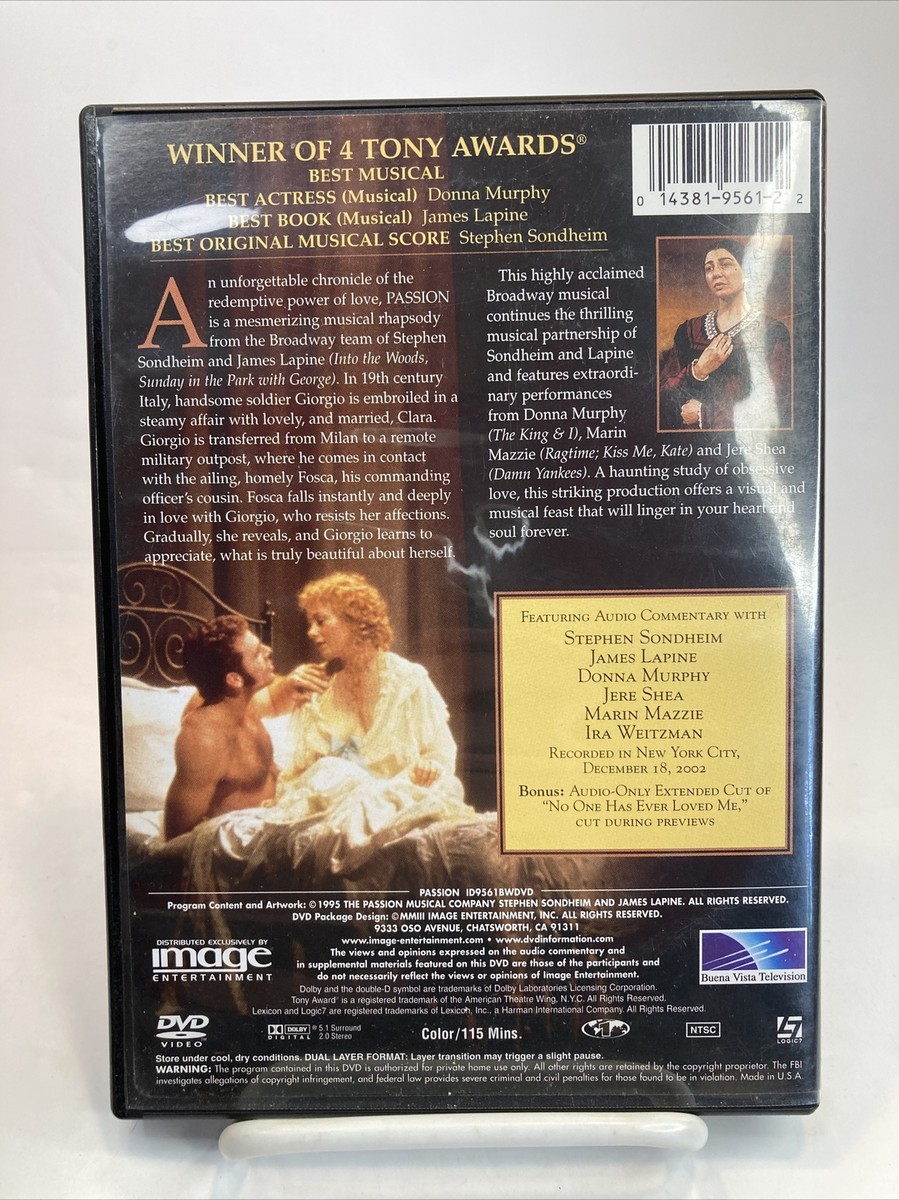 WINNER OF 4 TONY AWARDS®
BEST MUSICAL
BEST ACTRESS (Musical) Donna Murphy
BEST BOOK (Musical) James Lapine
BEST ORIGINAL MUSICAL SCORE Stephen Sondheim
0 14381-9561-2 2
An unforgettable chronicle of the
redemptive power of love, PASSION
is a mesmerizing musical rhapsody
from the Broadway team of Stephen
Sondheim and James Lapine (Into the Woods,
Sunday in the Park with George). In 19th century
Italy, handsome soldier Giorgio is embroiled in a
steamy affair with lovely, and married, Clara.
Giorgio is transferred from Milan to a remote
military outpost, where he comes in contact
with the ailing, homely Fosca, his commanding
officer's cousin. Fosca falls instantly and deeply
in love with Giorgio, who resists her affections.
Gradually, she reveals, and Giorgio learns to
appreciate, what is truly beautiful about herself.
This highly acclaimed
Broadway musical
continues the thrilling
musical partnership of
Sondheim and Lapine
and features extraordi-
nary performances
from Donna Murphy
(The King & I), Marin
Mazzie (Ragtime; Kiss Me, Kate) and Jere Shea
(Damn Yankees). A haunting study of obsessive
love, this striking production offers a visual and
musical feast that will linger in your heart and
soul forever.
FEATURING AUDIO COMMENTARY WITH
STEPHEN SONDHEIM
JAMES LAPINE
DONNA MURPHY
JERE SHEA
MARIN MAZZIE
IRA WEITZMAN
RECORDED IN NEW YORK CITY,
DECEMBER 18, 2002
Bonus: AUDIO-ONLY EXTENDED CUT OF
"NO ONE HAS EVER LOVED ME,"
CUT DURING PREVIEWS
PASSION ID9561BWDVD
Program Content and Artwork: ©1995 THE PASSION MUSICAL COMPANY STEPHEN SONDHEIM AND JAMES LAPINE. ALL RIGHTS RESERVED.
DVD Package Design: ©MMIII IMAGE ENTERTAINMENT, INC. ALL RIGHTS RESERVED.
9333 OSO AVENUE, CHATSWORTH, CA 91311
www.image-entertainment.com • www.dvdinformation.com
The views and opinions expressed on the audio commentary and
in supplemental materials featured on this DVD are those of the participants and
do not necessarily reflect the views or opinions of Image Entertainment.
Dolby and the double-D symbol are trademarks of Dolby Laboratories Licensing Corporation.
Tony Award® is a registered trademark of the American Theatre Wing, N.Y.C. All Rights Reserved.
Lexicon and Logic7 are registered trademarks of Lexicon, Inc., a Harman International Company. All Rights Reserved.
DISTRIBUTED EXCLUSIVELY BY
image
ENTERTAINMENT
Buena Vista Television
DVD
VIDEO™
DOLBY
DIGITAL
® 5.1 Surround
2.0 Stereo
Color/115 Mins.
NTSC
L7
LOGIC7
Store under cool, dry conditions. DUAL LAYER FORMAT: Layer transition may trigger a slight pause.
WARNING: The program contained in this DVD is authorized for private home use only. All other rights are retained by the copyright proprietor. The FBI
investigates allegations of copyright infringement, and federal law provides severe criminal and civil penalties for those found to be in violation. Made in U.S.A.